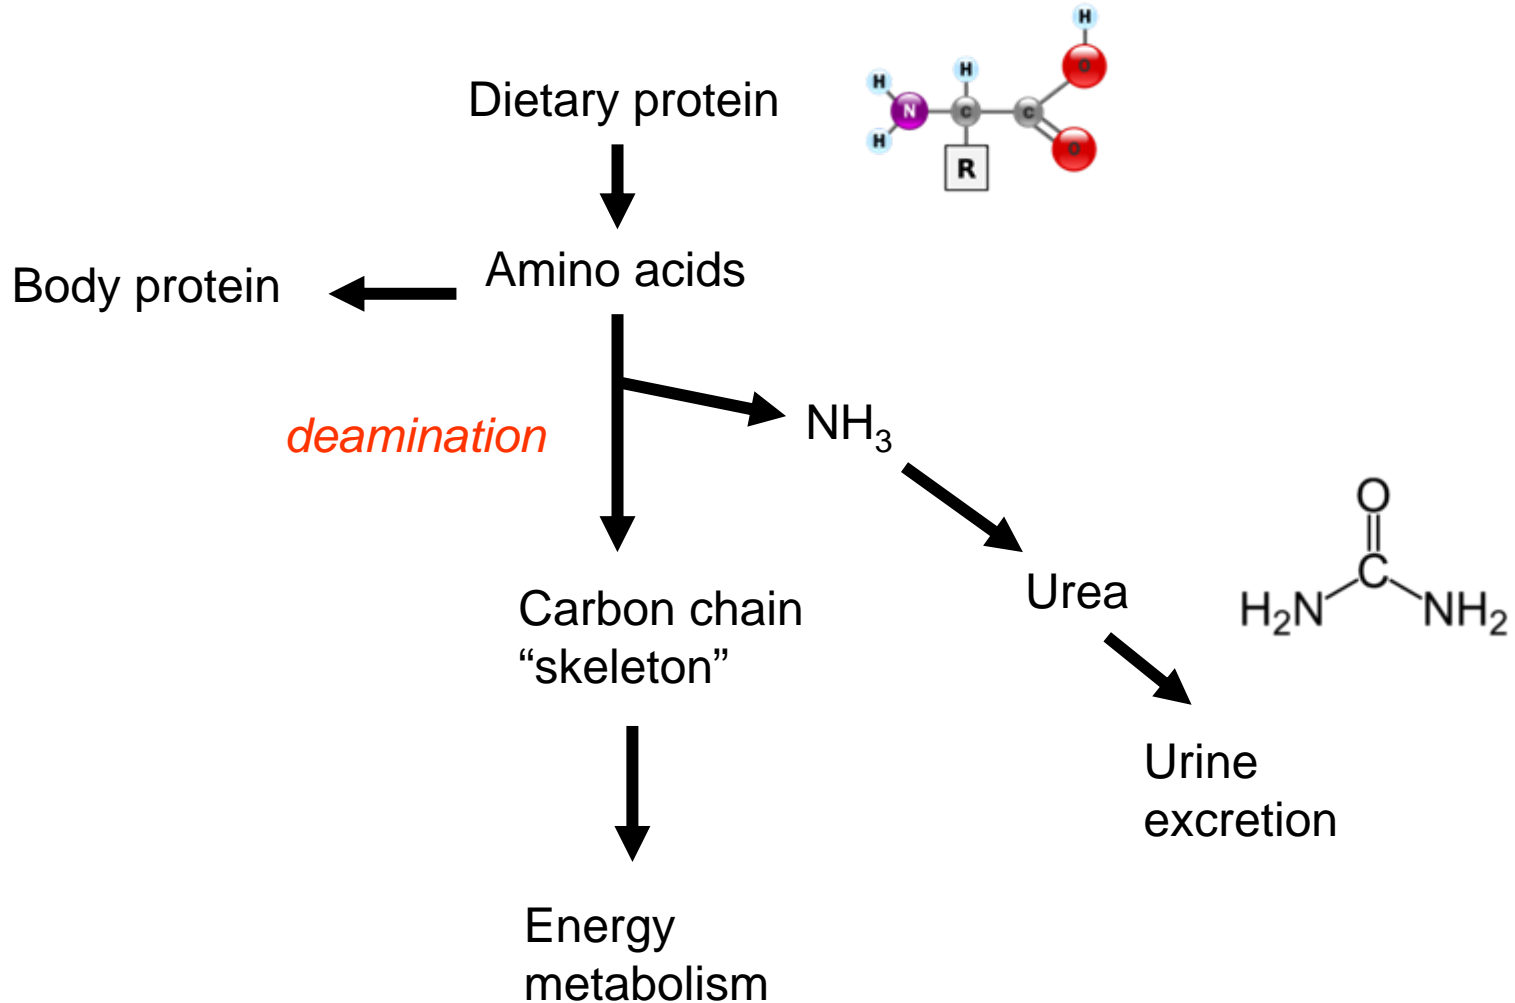 H
Dietary protein
H
H
N
C
C
O
H
O
R
Amino acids
Body protein
NH₃
deamination
O
C
H₂N
NH₂
Urea
Carbon chain
“skeleton”
Urine
excretion
Energy
metabolism